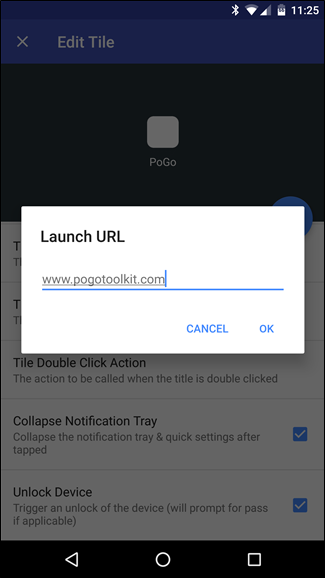 11:25
Edit Tile
PoGo
Launch URL
www.pogotoolkit.com
CANCEL OK
Tile Double Click Action
The action to be called when the title is double clicked
Collapse Notification Tray
Collapse the notification tray & quick settings after
tapped
Unlock Device
Trigger an unlock of the device (will prompt for pass
if applicable)